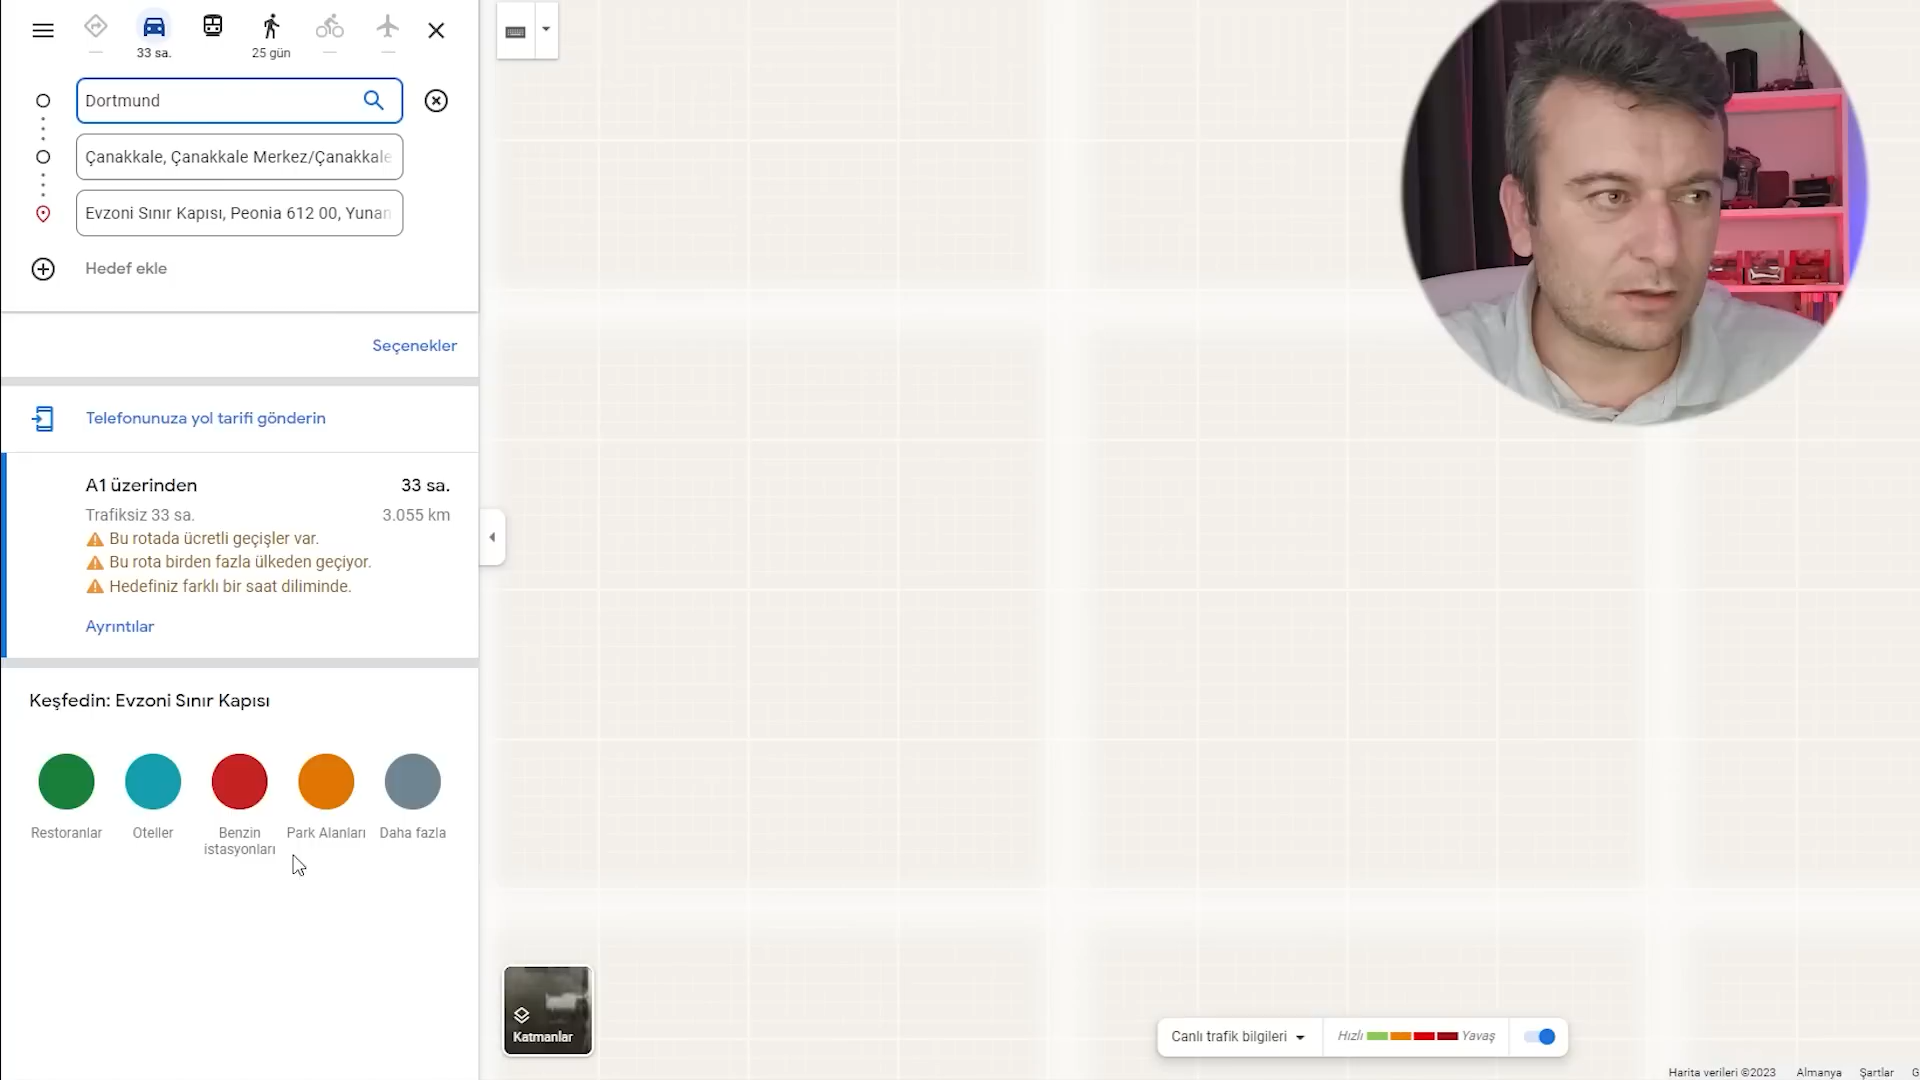 33 sa.
25 gün
Dortmund
Çanakkale, Çanakkale Merkez/Çanakkale
Evzoni Sınır Kapısı, Peonia 612 00, Yunan
Hedef ekle
Seçenekler
Telefonunuza yol tarifi gönderin
A1 üzerinden 33 sa.
Trafiksiz 33 sa. 3.055 km
Bu rotada ücretli geçişler var.
Bu rota birden fazla ülkeden geçiyor.
Hedefiniz farklı bir saat diliminde.
Ayrıntılar
Keşfedin: Evzoni Sınır Kapısı
Restoranlar
Oteller
Benzin
istasyonları
Park Alanları
Daha fazla
Katmanlar
Canlı trafik bilgileri
Hızlı
Yavaş
Harita verileri ©2023 Almanya Şartlar G